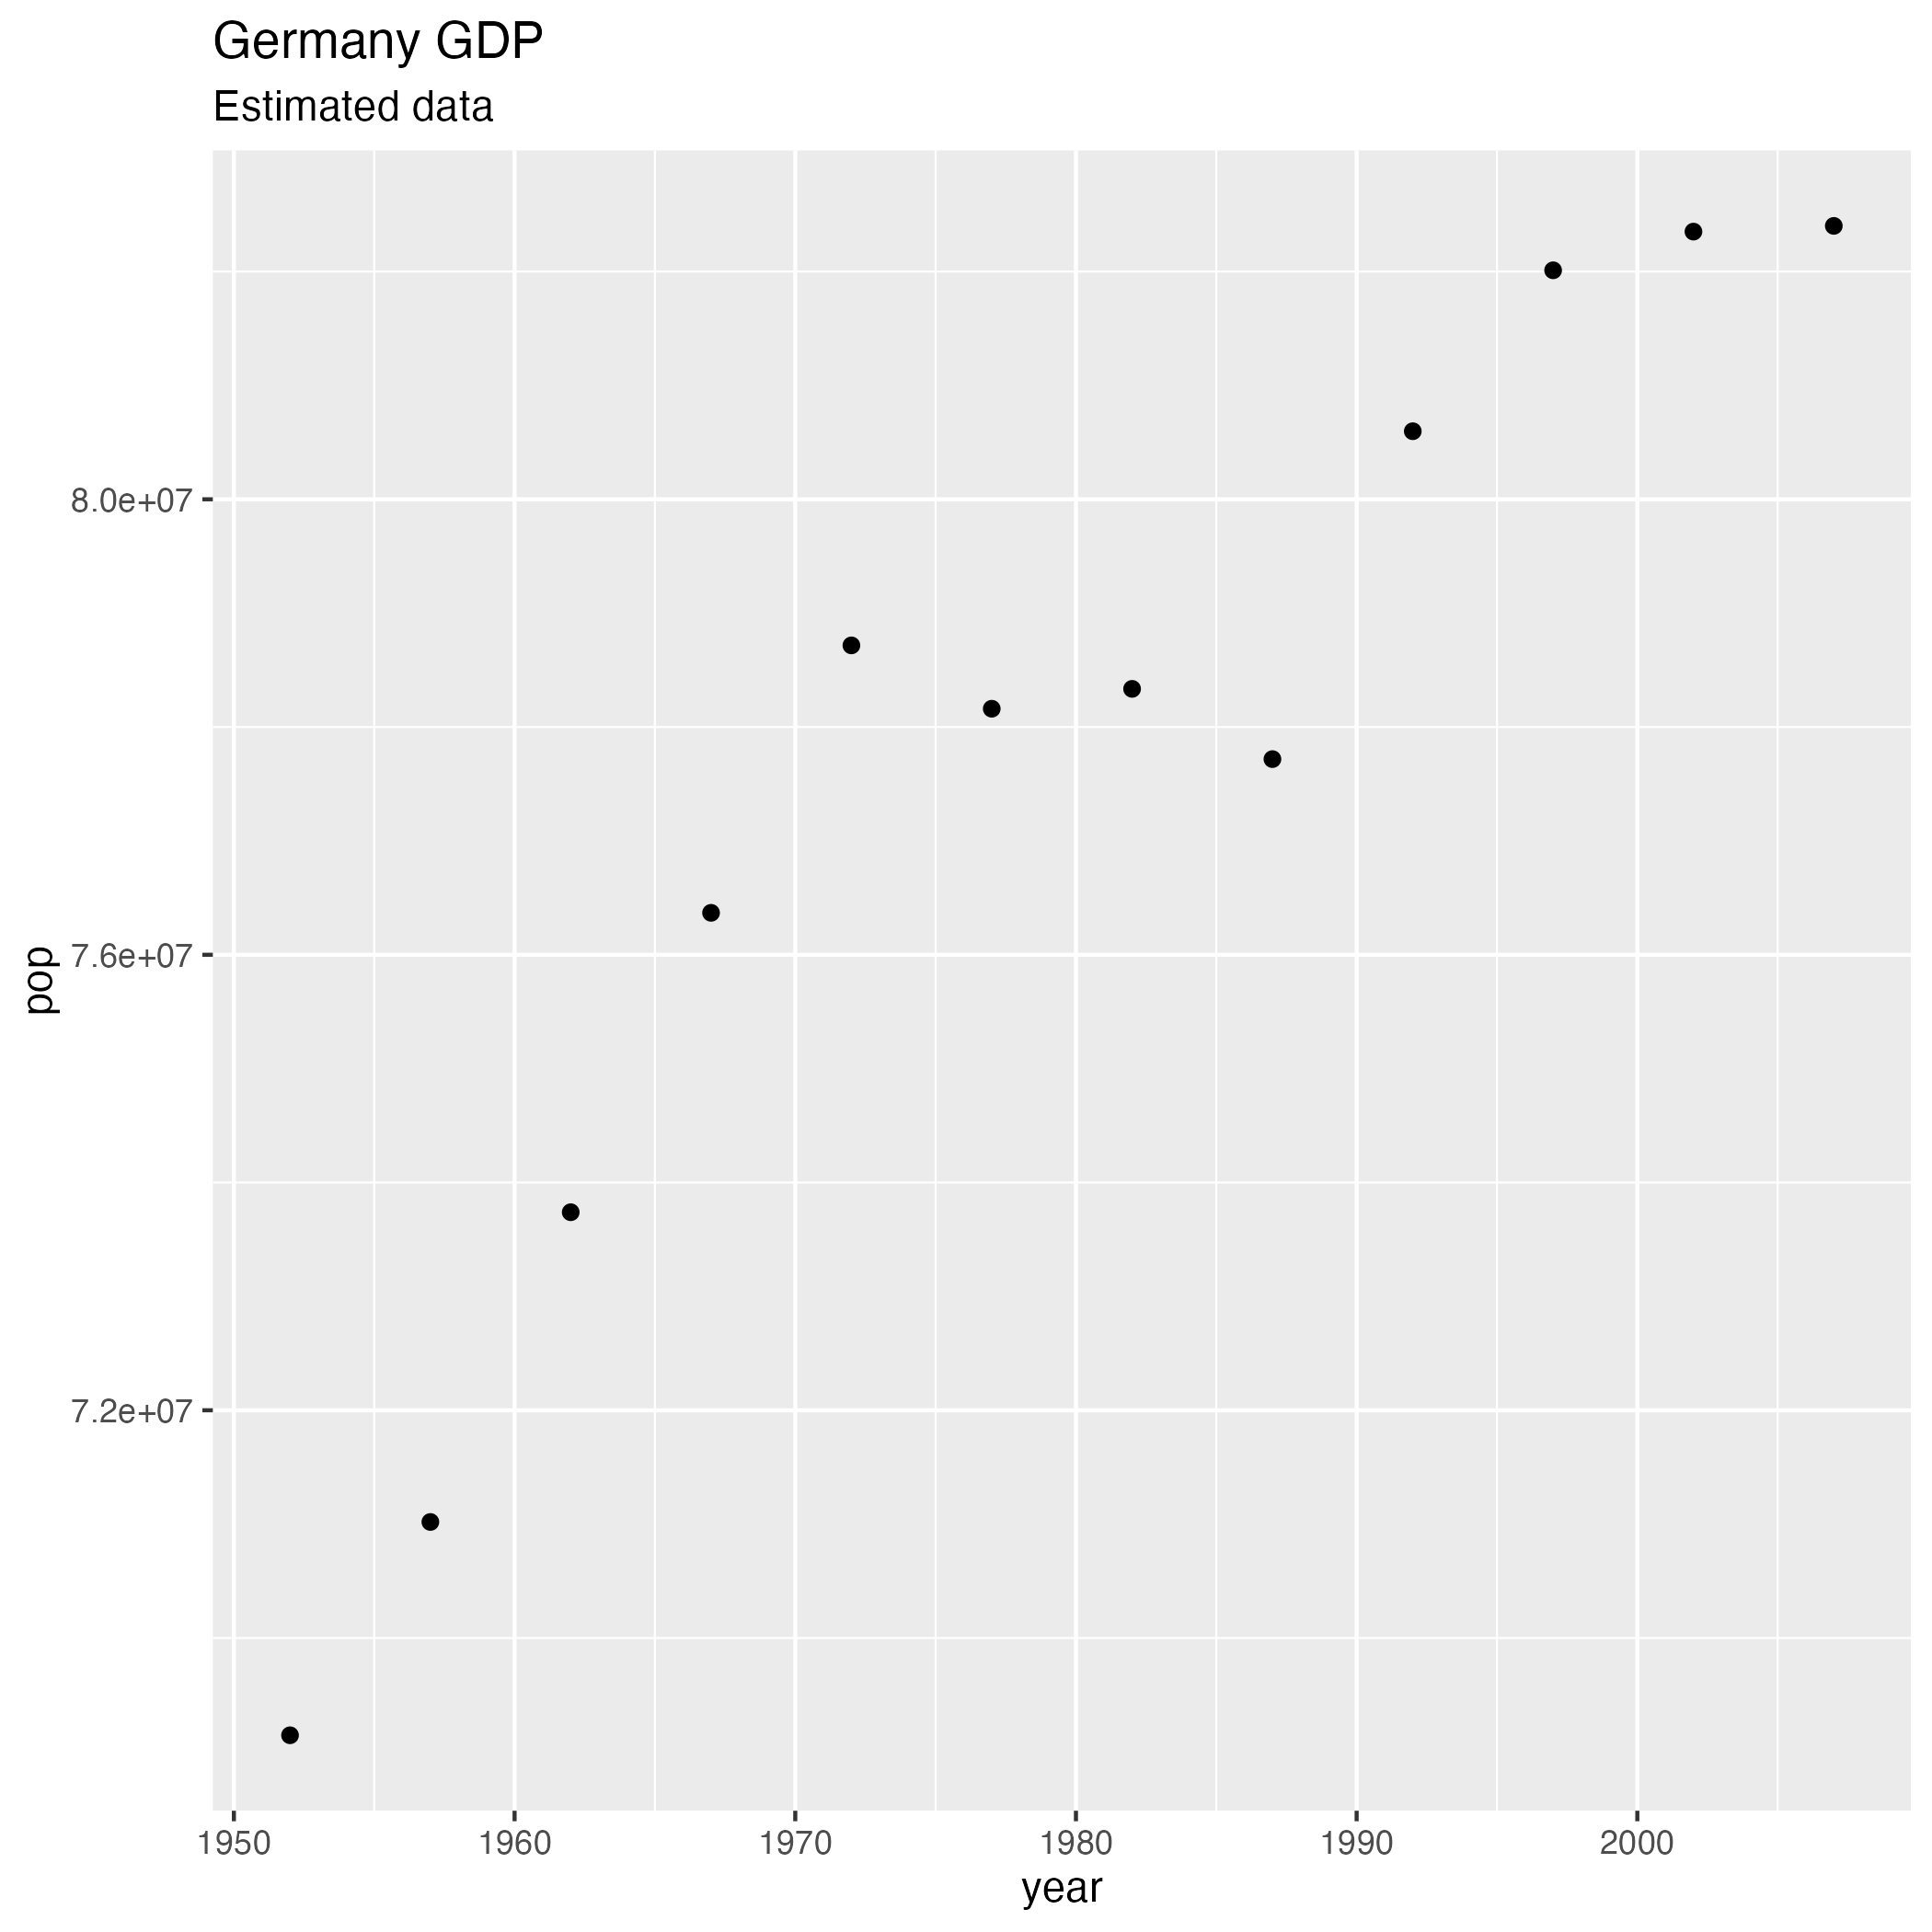 Germany GDP
Estimated data
pop
8.0e+07
7.6e+07
7.2e+07
1950 1960 1970 1980 1990 2000
year